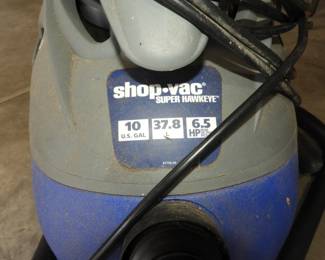 shop·vac
SUPER HAWKEYE
10 37.8 6.5
U.S. GAL L HP